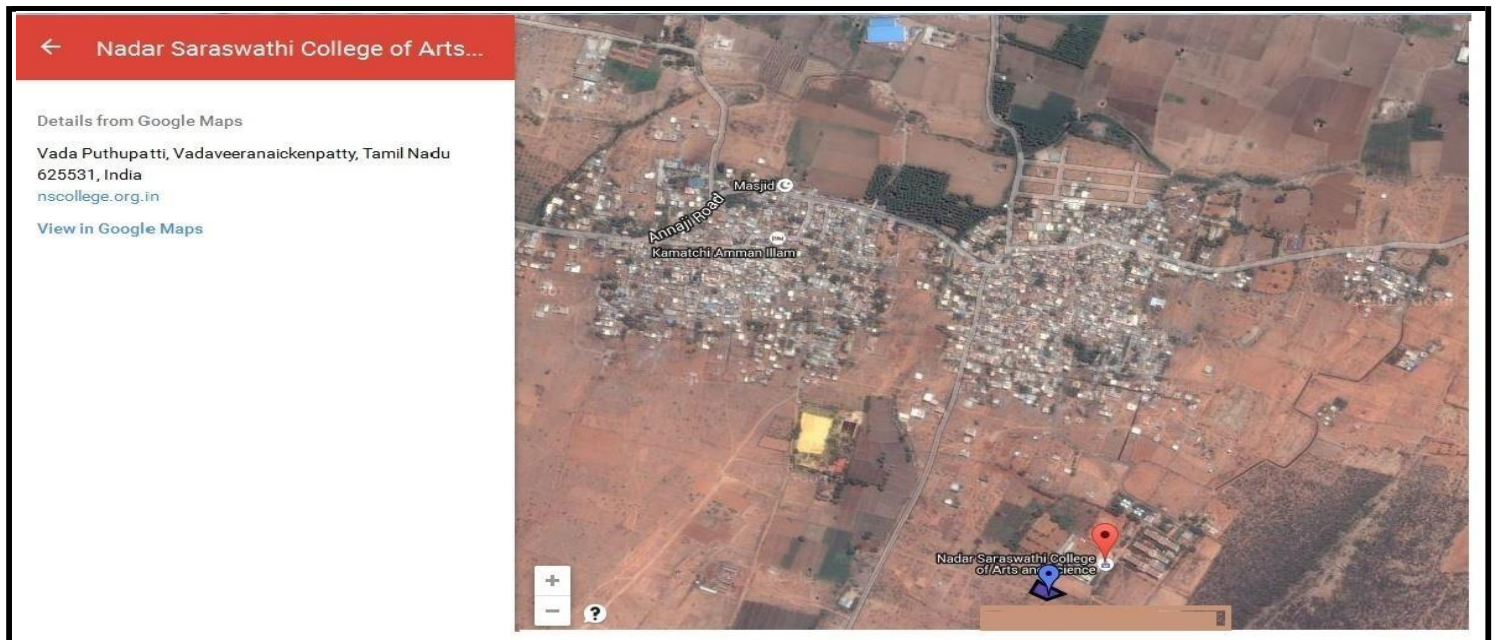 Nadar Saraswathi College of Arts...
Details from Google Maps
Vada Puthupatti, Vadaveeranaickenpatty, Tamil Nadu
625531, India
nscollege.org.in
View in Google Maps
Masjid
Annaji Road
Kamatchi Amman Illam
Nadar Saraswathi College
of Arts and Science
+
−
?